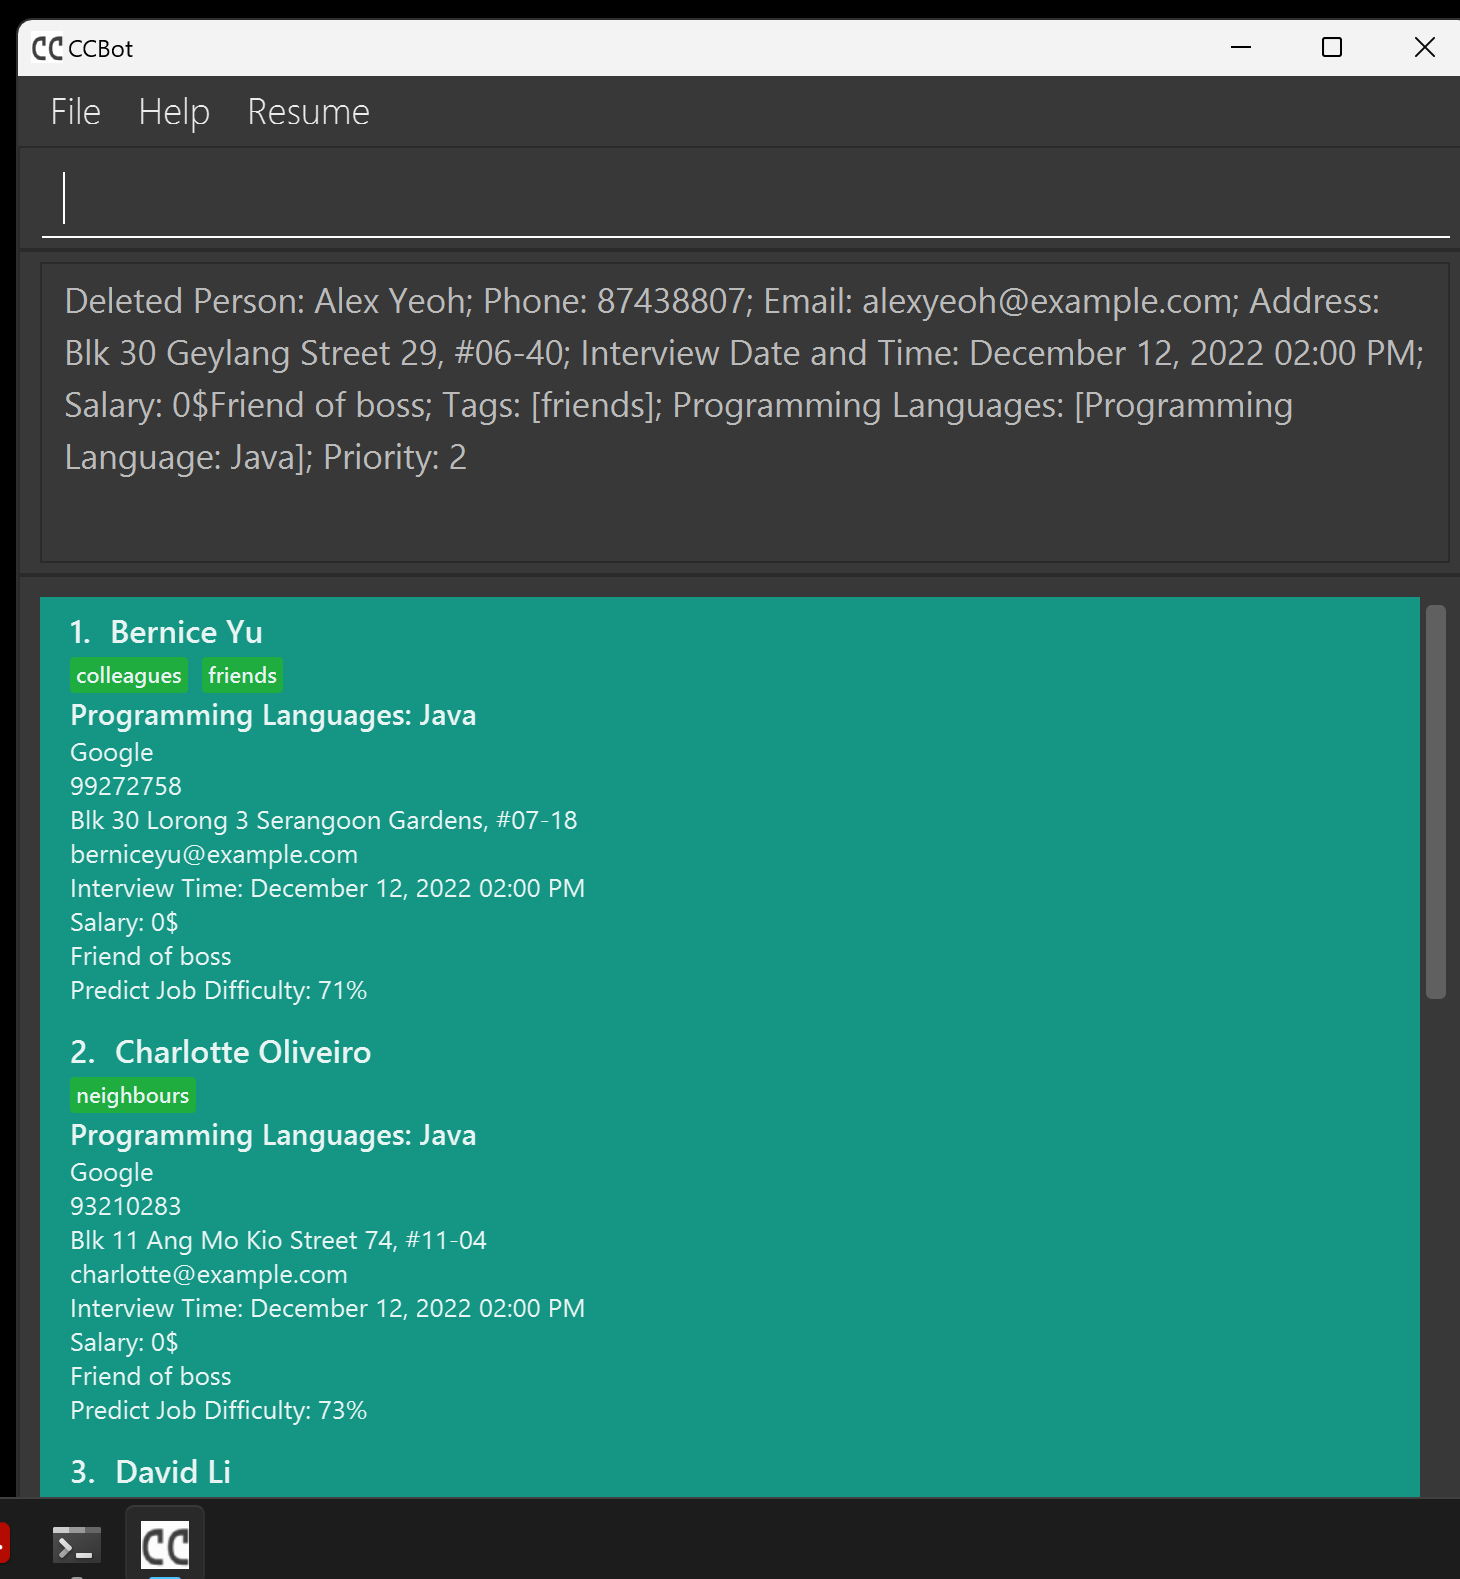 CC CCBot
File Help Resume
Deleted Person: Alex Yeoh; Phone: 87438807; Email: alexyeoh@example.com; Address:
Blk 30 Geylang Street 29, #06-40; Interview Date and Time: December 12, 2022 02:00 PM;
Salary: 0$Friend of boss; Tags: [friends]; Programming Languages: [Programming
Language: Java]; Priority: 2
1. Bernice Yu
colleagues friends
Programming Languages: Java
Google
99272758
Blk 30 Lorong 3 Serangoon Gardens, #07-18
berniceyu@example.com
Interview Time: December 12, 2022 02:00 PM
Salary: 0$
Friend of boss
Predict Job Difficulty: 71%
2. Charlotte Oliveiro
neighbours
Programming Languages: Java
Google
93210283
Blk 11 Ang Mo Kio Street 74, #11-04
charlotte@example.com
Interview Time: December 12, 2022 02:00 PM
Salary: 0$
Friend of boss
Predict Job Difficulty: 73%
3. David Li
CC